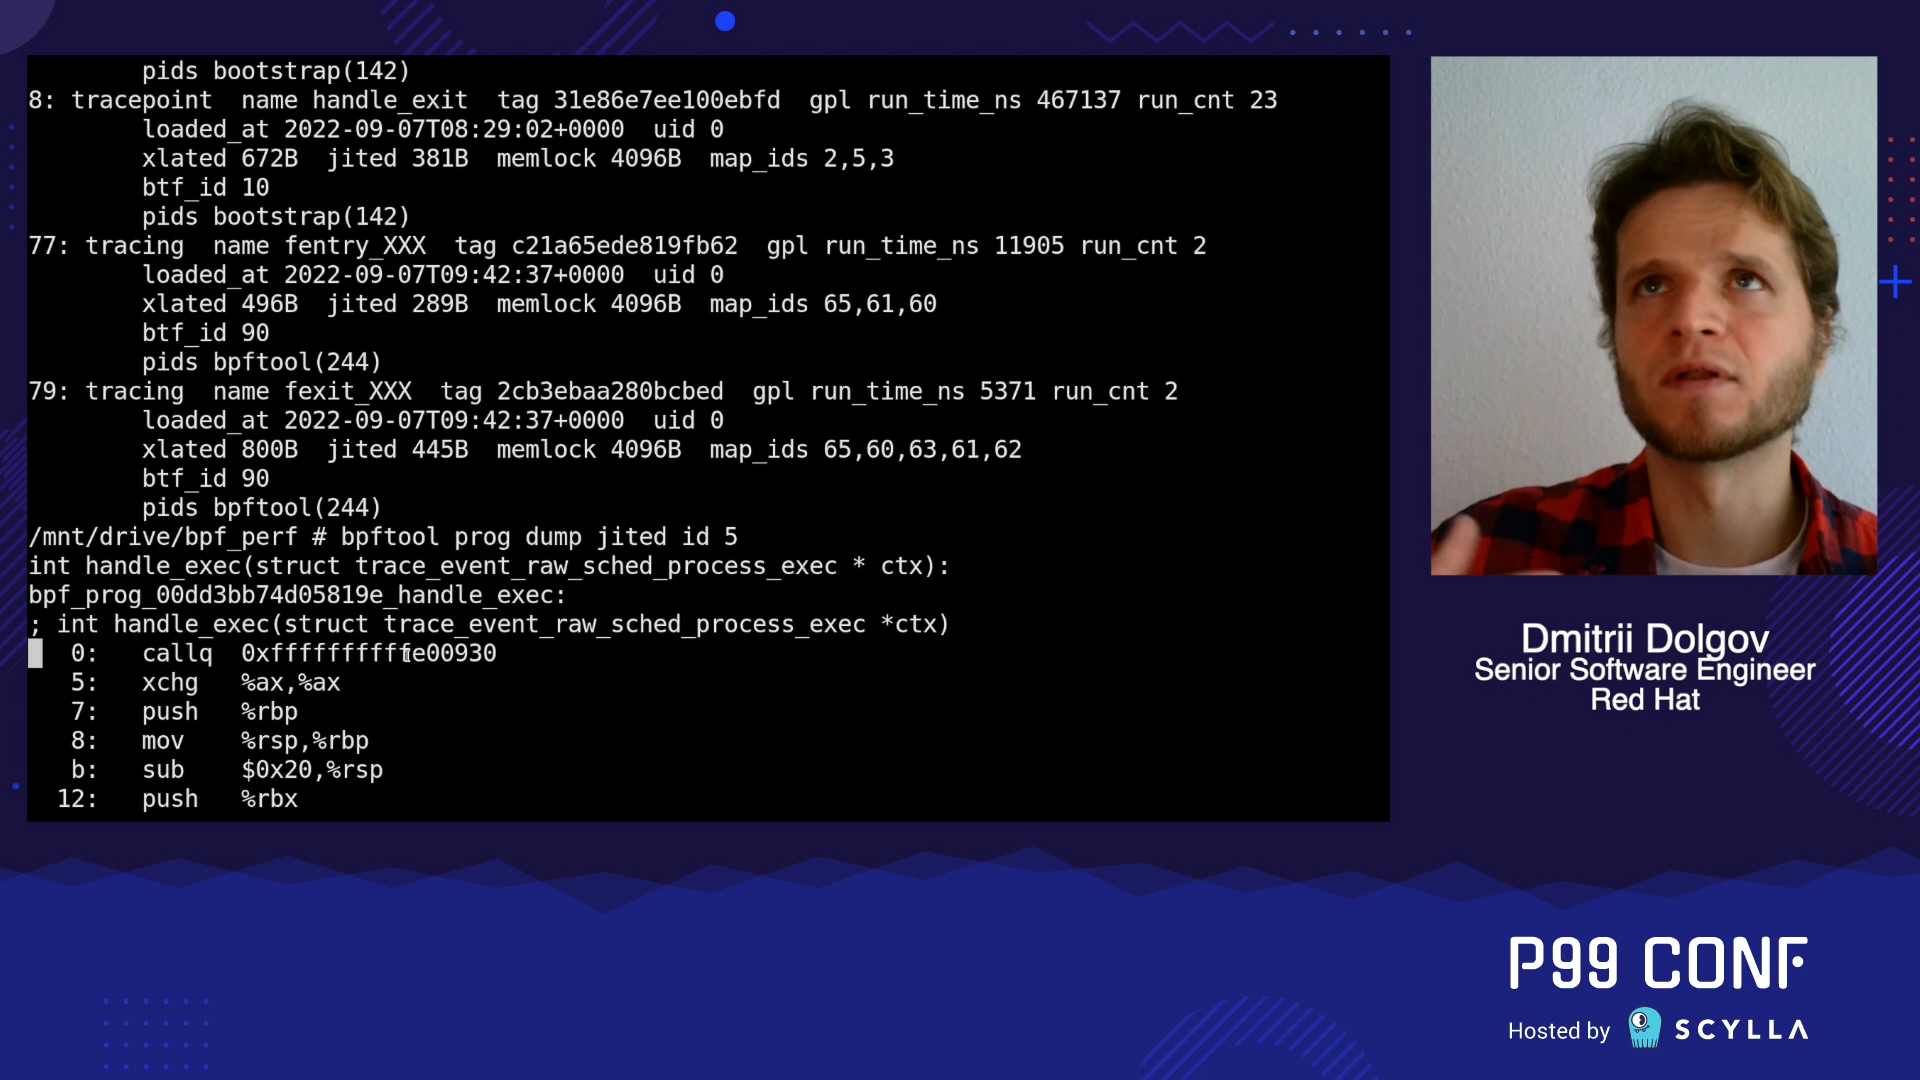 pids bootstrap(142)
8: tracepoint  name handle_exit  tag 31e86e7ee100ebfd  gpl run_time_ns 467137 run_cnt 23
loaded_at 2022-09-07T08:29:02+0000  uid 0
xlated 672B  jited 381B  memlock 4096B  map_ids 2,5,3
btf_id 10
pids bootstrap(142)
77: tracing  name fentry_XXX  tag c21a65ede819fb62  gpl run_time_ns 11905 run_cnt 2
loaded_at 2022-09-07T09:42:37+0000  uid 0
xlated 496B  jited 289B  memlock 4096B  map_ids 65,61,60
btf_id 90
pids bpftool(244)
79: tracing  name fexit_XXX  tag 2cb3ebaa280bcbed  gpl run_time_ns 5371 run_cnt 2
loaded_at 2022-09-07T09:42:37+0000  uid 0
xlated 800B  jited 445B  memlock 4096B  map_ids 65,60,63,61,62
btf_id 90
pids bpftool(244)
/mnt/drive/bpf_perf # bpftool prog dump jited id 5
int handle_exec(struct trace_event_raw_sched_process_exec * ctx):
bpf_prog_00dd3bb74d05819e_handle_exec:
; int handle_exec(struct trace_event_raw_sched_process_exec *ctx)
0:   callq  0xffffffffffe00930
5:   xchg   %ax,%ax
7:   push   %rbp
8:   mov    %rsp,%rbp
b:   sub    $0x20,%rsp
12:   push   %rbx
Dmitrii Dolgov
Senior Software Engineer
Red Hat
P99 CONF
Hosted by SCYLLA